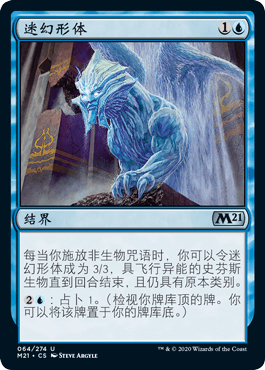 迷幻形体 1
结界 M21
每当你施放非生物咒语时，你可以令迷
幻形体成为 3/3，具飞行异能的史芬斯
生物直到回合结束，且仍具有原本类别。
2：占卜 1。（检视你牌库顶的牌。你
可以将该牌置于你的牌库底。）
064/274 U
M21 • CS STEVE ARGYLE
™ & © 2020 Wizards of the Coast